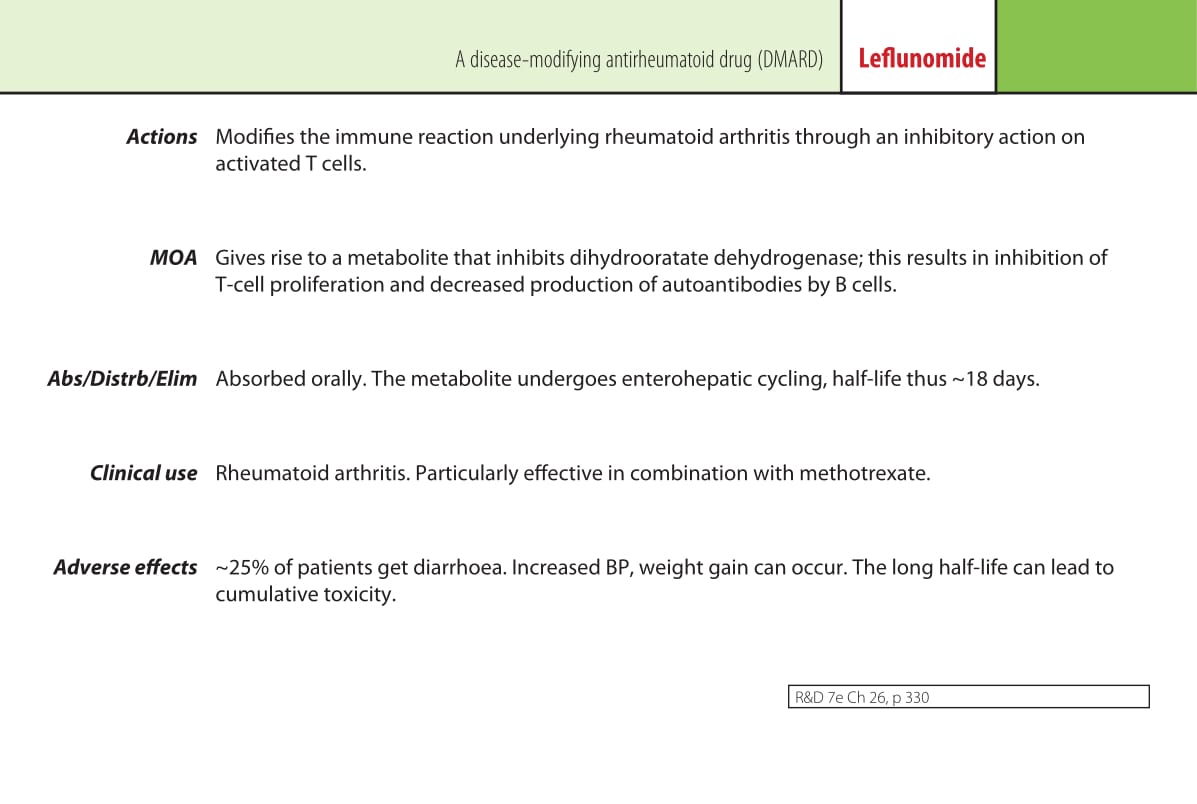 A disease-modifying antirheumatoid drug (DMARD) Leflunomide
Actions Modifies the immune reaction underlying rheumatoid arthritis through an inhibitory action on
activated T cells.
MOA Gives rise to a metabolite that inhibits dihydrooratate dehydrogenase; this results in inhibition of
T-cell proliferation and decreased production of autoantibodies by B cells.
Abs/Distrb/Elim Absorbed orally. The metabolite undergoes enterohepatic cycling, half-life thus ~18 days.
Clinical use Rheumatoid arthritis. Particularly effective in combination with methotrexate.
Adverse effects ~25% of patients get diarrhoea. Increased BP, weight gain can occur. The long half-life can lead to
cumulative toxicity.
R&D 7e Ch 26, p 330